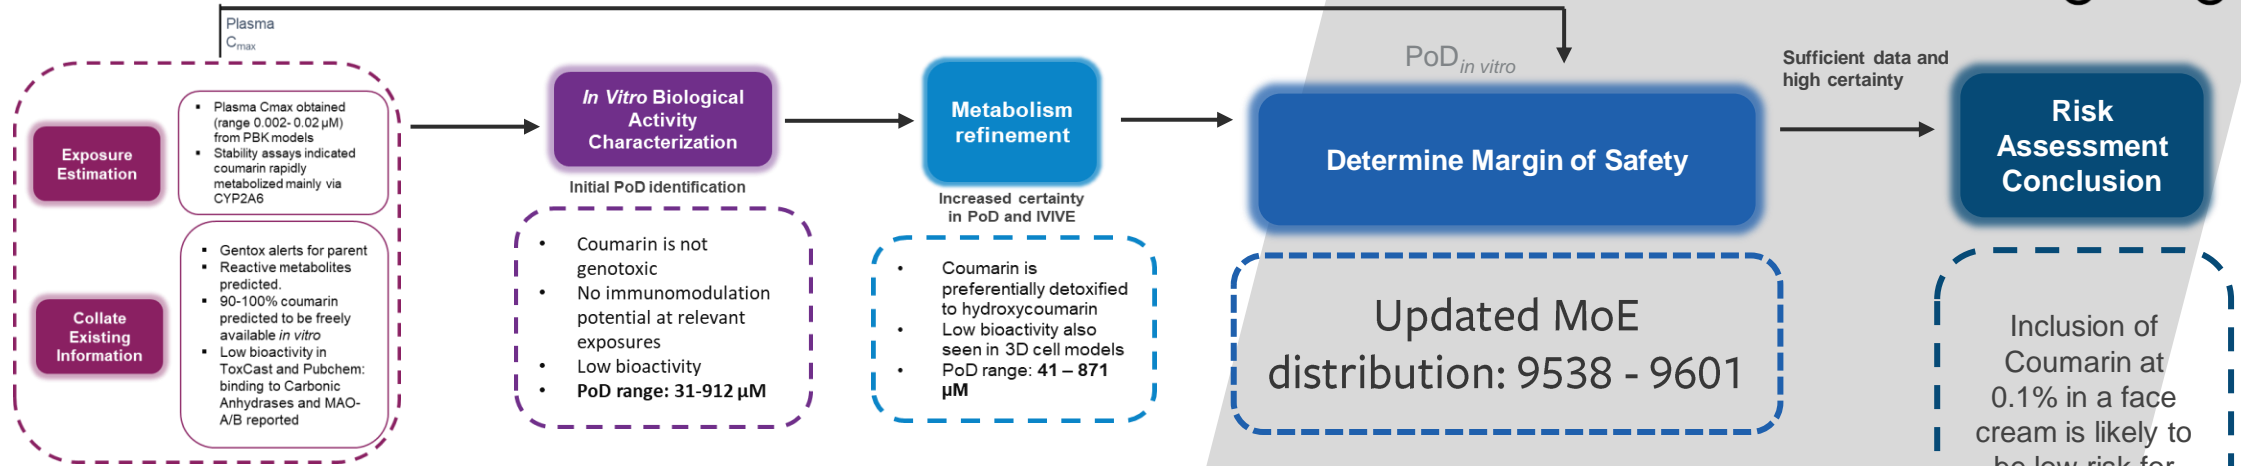 Plasma
Cmax
Exposure
Estimation
▪ Plasma Cmax obtained
(range 0.002- 0.02 µM)
from PBK models
▪ Stability assays indicated
coumarin rapidly
metabolized mainly via
CYP2A6
Collate
Existing
Information
▪ Gentox alerts for parent
▪ Reactive metabolites
predicted.
▪ 90-100% coumarin
predicted to be freely
available in vitro
▪ Low bioactivity in
ToxCast and Pubchem:
binding to Carbonic
Anhydrases and MAO-
A/B reported
In Vitro Biological
Activity
Characterization
Initial PoD identification
• Coumarin is not
genotoxic
• No immunomodulation
potential at relevant
exposures
• Low bioactivity
• PoD range: 31-912 µM
Metabolism
refinement
Increased certainty
in PoD and IVIVE
• Coumarin is
preferentially detoxified
to hydroxycoumarin
• Low bioactivity also
seen in 3D cell models
• PoD range: 41 – 871
µM
PoD in vitro
Determine Margin of Safety
Updated MoE
distribution: 9538 - 9601
Sufficient data and
high certainty
Risk
Assessment
Conclusion
Inclusion of
Coumarin at
0.1% in a face
cream is likely to
be low risk for